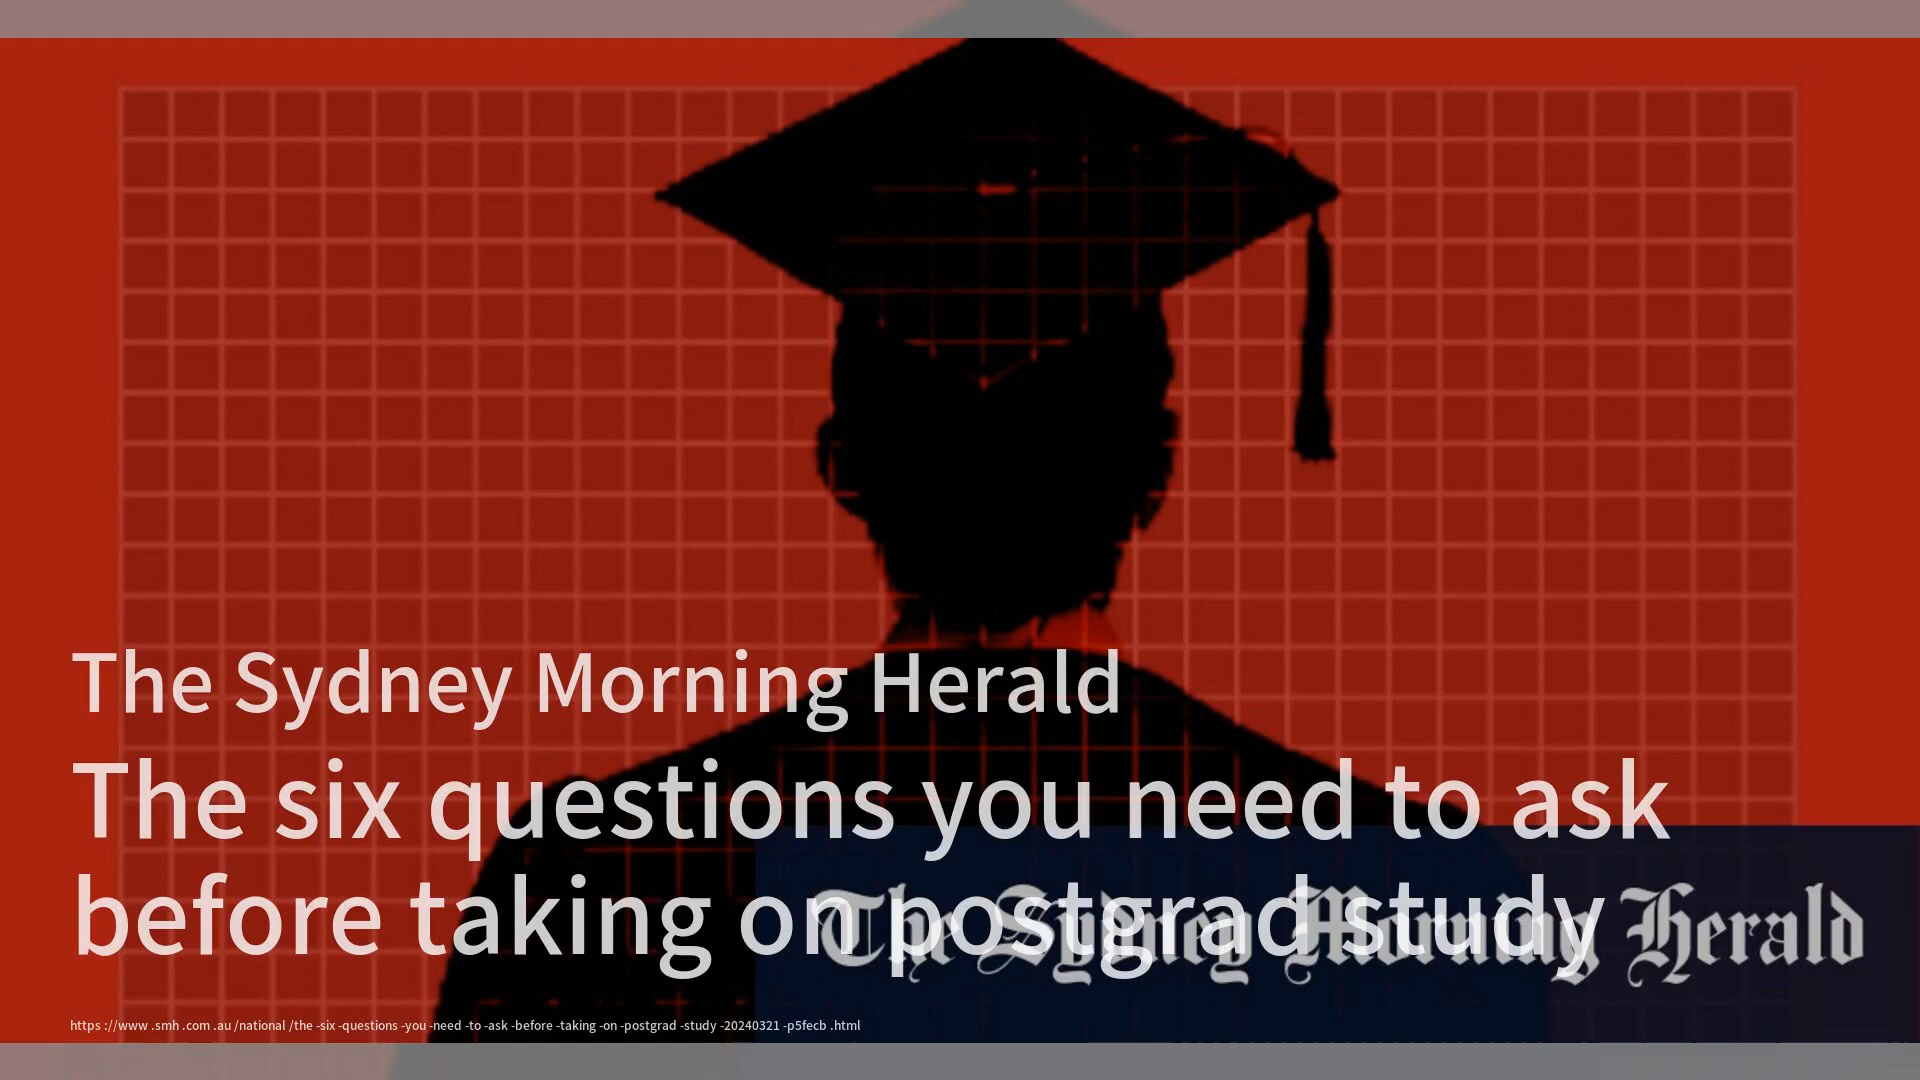 The Sydney Morning Herald
The six questions you need to ask
before taking on postgrad study
The Sydney Morning Herald
https ://www .smh .com .au /national /the -six -questions -you -need -to -ask -before -taking -on -postgrad -study -20240321 -p5fecb .html